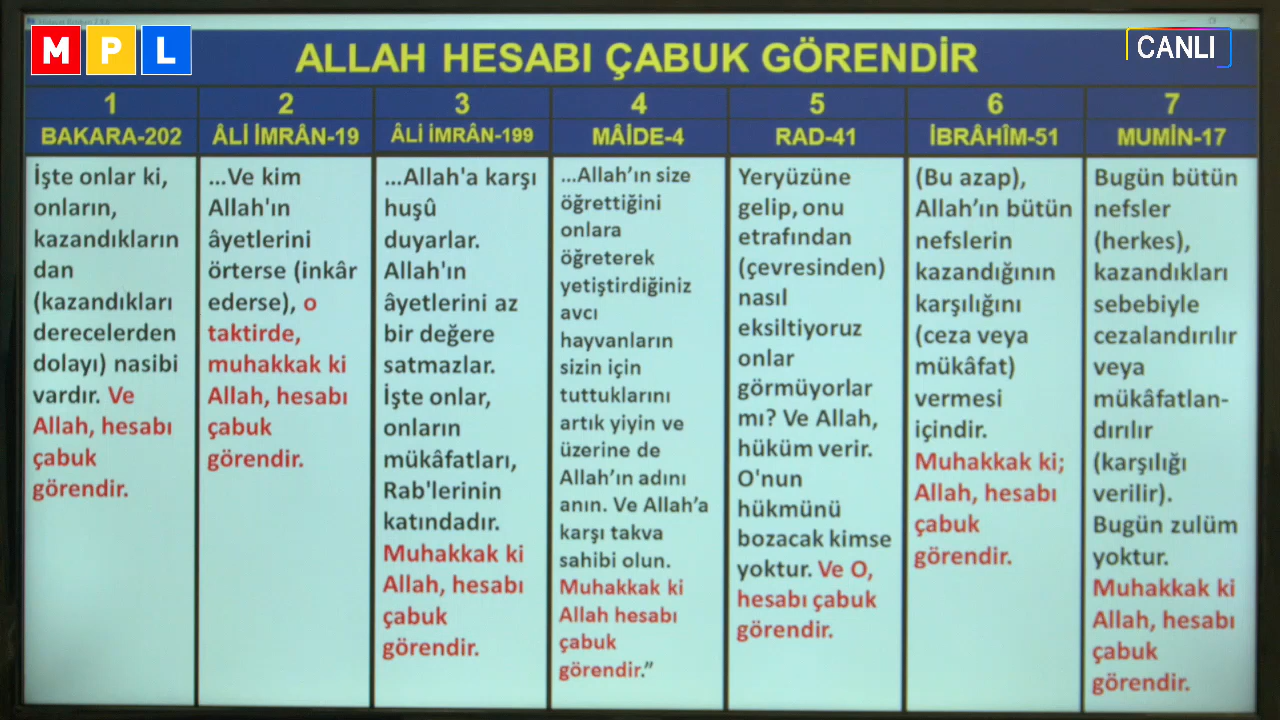 MPL
CANLI
ALLAH HESABI ÇABUK GÖRENDİR
1
BAKARA-202
İşte onlar ki,
onların,
kazandıkların
dan
(kazandıkları
derecelerden
dolayı) nasibi
vardır. Ve
Allah, hesabı
çabuk
görendir.
2
ÂLİ İMRÂN-19
...Ve kim
Allah'ın
âyetlerini
örterse (inkâr
ederse), o
taktirde,
muhakkak ki
Allah, hesabı
çabuk
görendir.
3
ÂLİ İMRÂN-199
...Allah'a karşı
huşû
duyarlar.
Allah'ın
âyetlerini az
bir değere
satmazlar.
İşte onlar,
onların
mükâfatları,
Rab'lerinin
katındadır.
Muhakkak ki
Allah, hesabı
çabuk
görendir.
4
MÂİDE-4
...Allah’ın size
öğrettiğini
onlara
öğreterek
yetiştirdiğiniz
avcı
hayvanların
sizin için
tuttuklarını
artık yiyin ve
üzerine de
Allah’ın adını
anın. Ve Allah’a
karşı takva
sahibi olun.
Muhakkak ki
Allah hesabı
çabuk
görendir.”
5
RAD-41
Yeryüzüne
gelip, onu
etrafından
(çevresinden)
nasıl
eksiltiyoruz
onlar
görmüyorlar
mı? Ve Allah,
hüküm verir.
O'nun
hükmünü
bozacak kimse
yoktur. Ve O,
hesabı çabuk
görendir.
6
İBRÂHÎM-51
(Bu azap),
Allah’ın bütün
nefslerin
kazandığının
karşılığını
(ceza veya
mükâfat)
vermesi
içindir.
Muhakkak ki;
Allah, hesabı
çabuk
görendir.
7
MUMİN-17
Bugün bütün
nefsler
(herkes),
kazandıkları
sebebiyle
cezalandırılır
veya
mükâfatlan-
dırılır
(karşılığı
verilir).
Bugün zulüm
yoktur.
Muhakkak ki
Allah, hesabı
çabuk
görendir.